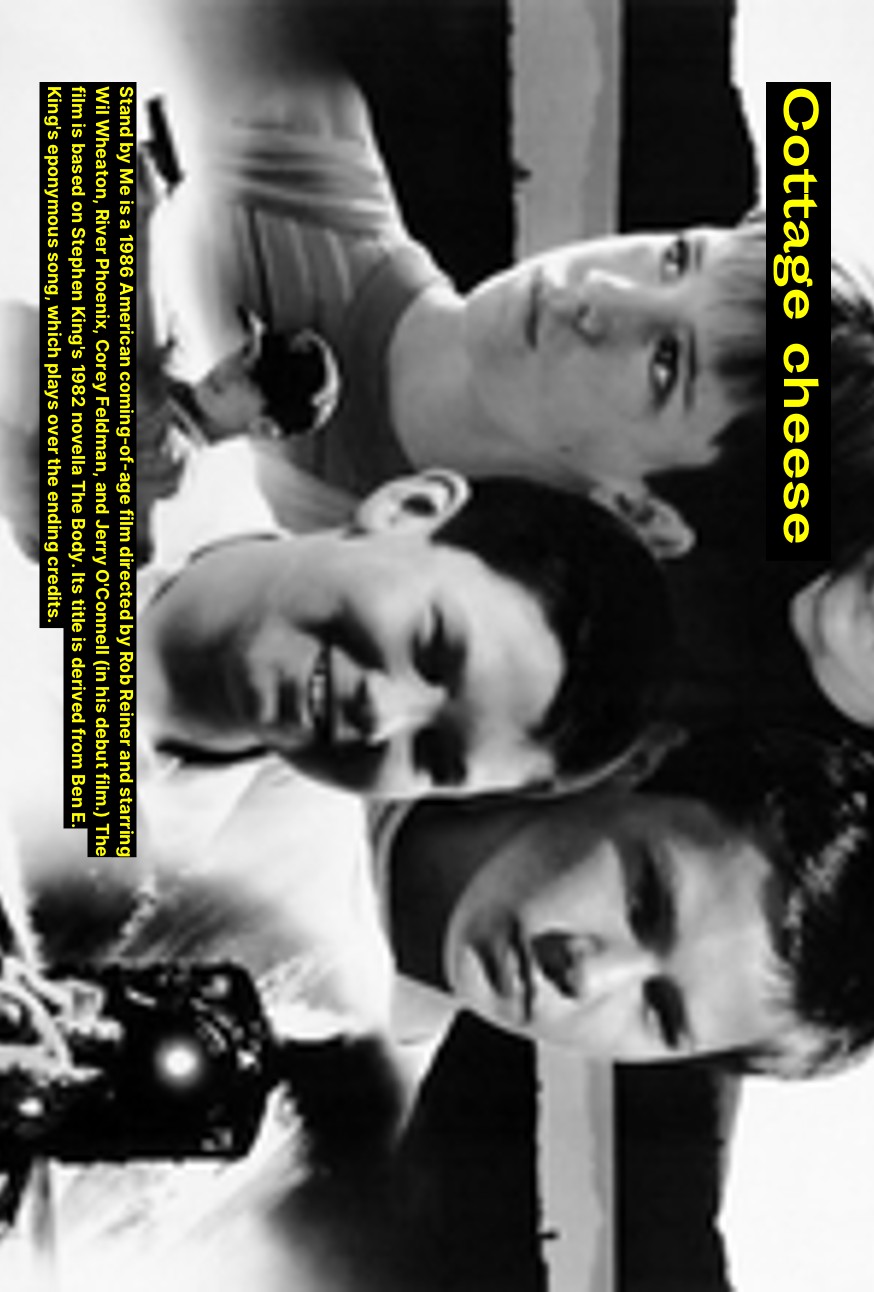 Cottage cheese
Stand by Me is a 1986 American coming-of-age film directed by Rob Reiner and starring
Wil Wheaton, River Phoenix, Corey Feldman, and Jerry O'Connell (in his debut film.) The
film is based on Stephen King's 1982 novella The Body. Its title is derived from Ben E.
King's eponymous song, which plays over the ending credits.